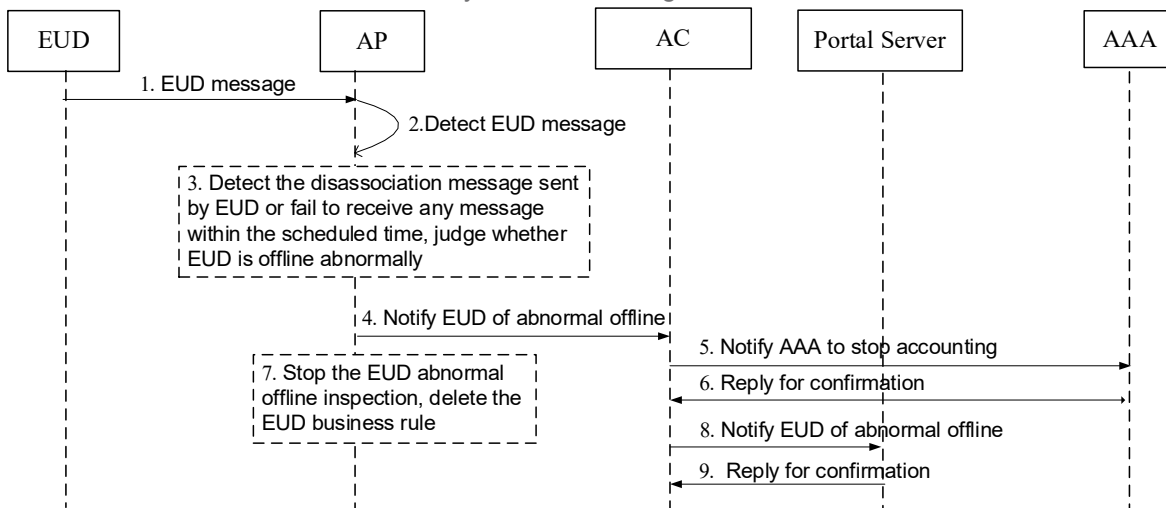 EUD
AP
AC
Portal Server
AAA
1. EUD message
2.Detect EUD message
3. Detect the disassociation message sent
by EUD or fail to receive any message
within the scheduled time, judge whether
EUD is offline abnormally
4. Notify EUD of abnormal offline
5. Notify AAA to stop accounting
6. Reply for confirmation
7. Stop the EUD abnormal
offline inspection, delete the
EUD business rule
8. Notify EUD of abnormal offline
9. Reply for confirmation